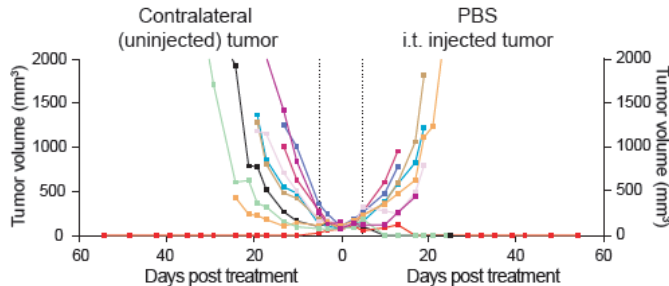 Contralateral
(uninjected) tumor
PBS
i.t. injected tumor
Tumor volume (mm³)
2000
1500
1000
500
0
2000
1500
1000
500
0
Tumor volume (mm³)
60 40 20 0 20 40 60
Days post treatment
Days post treatment